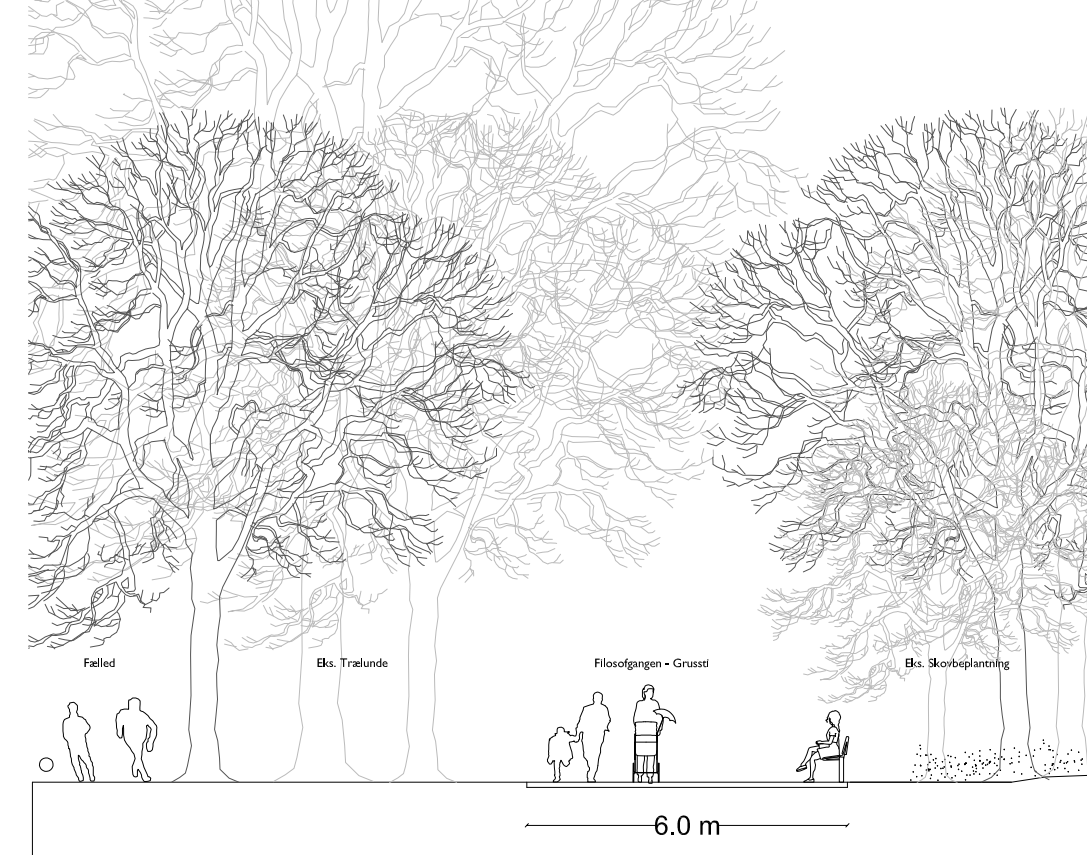 Fælled
Eks. Trælunde
Filosofgangen - Grussti
Eks. Skovbeplantning
6.0 m